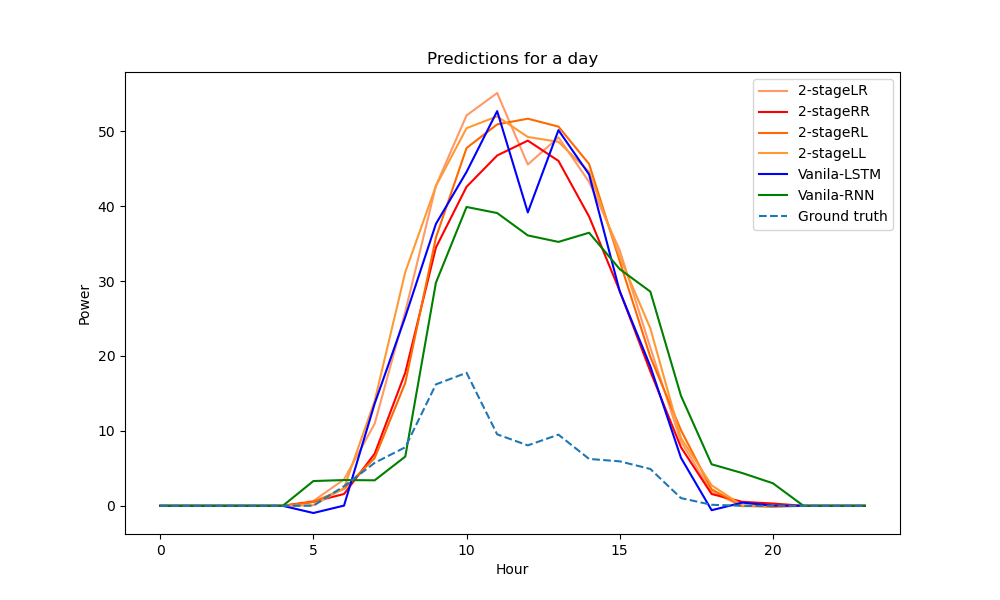 Predictions for a day
2-stageLR
2-stageRR
2-stageRL
2-stageLL
Vanila-LSTM
Vanila-RNN
Ground truth
Power
50
40
30
20
10
0
0 5 10 15 20
Hour